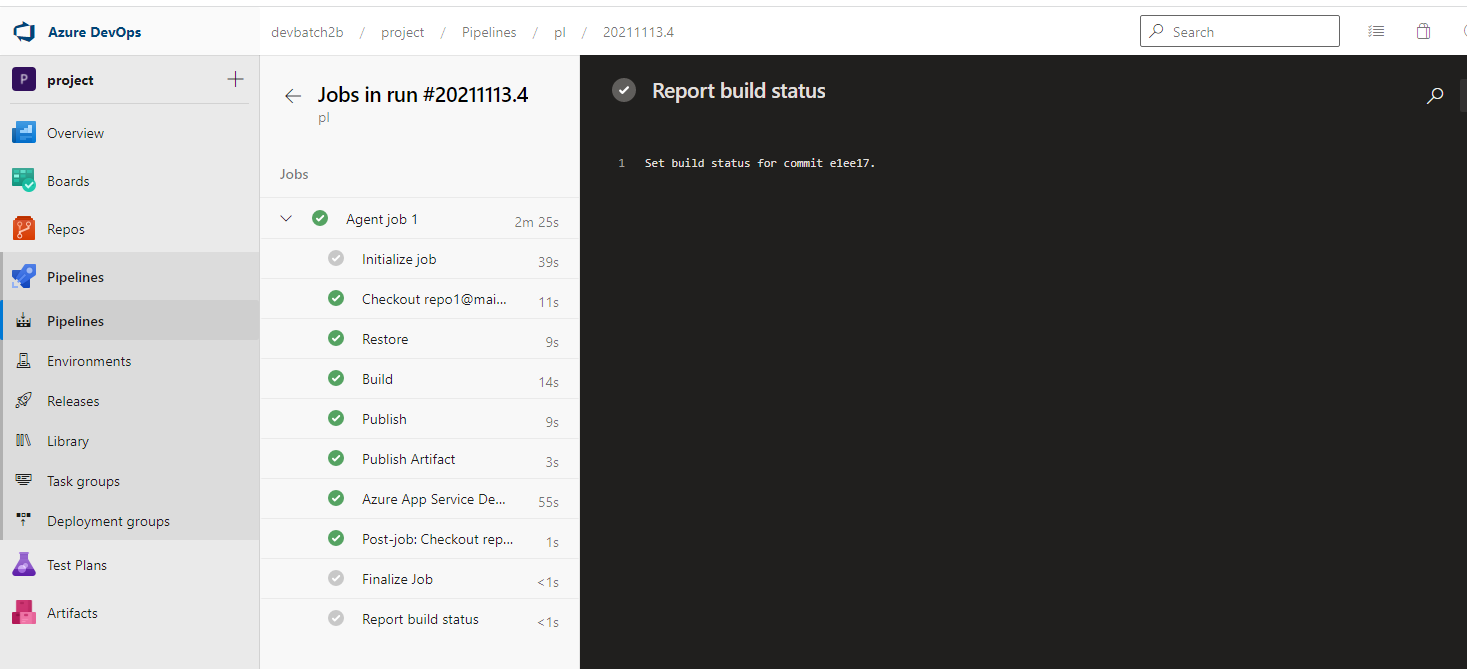 Azure DevOps
devbatch2b / project / Pipelines / pl / 20211113.4
Search
P project
Overview
Boards
Repos
Pipelines
Pipelines
Environments
Releases
Library
Task groups
Deployment groups
Test Plans
Artifacts
Jobs in run #20211113.4
pl
Jobs
Agent job 1 2m 25s
Initialize job 39s
Checkout repo1@mai... 11s
Restore 9s
Build 14s
Publish 9s
Publish Artifact 3s
Azure App Service De... 55s
Post-job: Checkout rep... 1s
Finalize Job <1s
Report build status <1s
Report build status
1 Set build status for commit e1ee17.